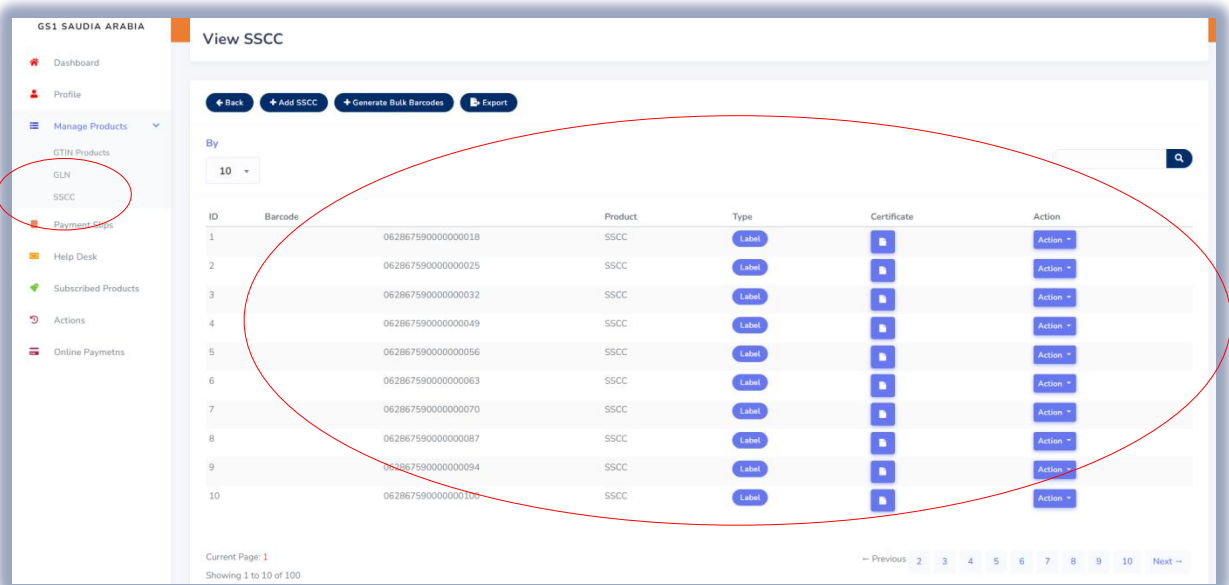 GS1 SAUDIA ARABIA
Dashboard
Profile
Manage Products
GTIN Products
GLN
SSCC
Payment Slips
Help Desk
Subscribed Products
Actions
Online Paymetns
View SSCC
Back + Add SSCC + Generate Bulk Barcodes Export
By
10
ID Barcode Product Type Certificate Action
1 062867590000000018 SSCC Label Action
2 062867590000000025 SSCC Label Action
3 062867590000000032 SSCC Label Action
4 062867590000000049 SSCC Label Action
5 062867590000000056 SSCC Label Action
6 062867590000000063 SSCC Label Action
7 062867590000000070 SSCC Label Action
8 062867590000000087 SSCC Label Action
9 062867590000000094 SSCC Label Action
10 062867590000000100 SSCC Label Action
Current Page: 1
Showing 1 to 10 of 100
← Previous 2 3 4 5 6 7 8 9 10 Next →